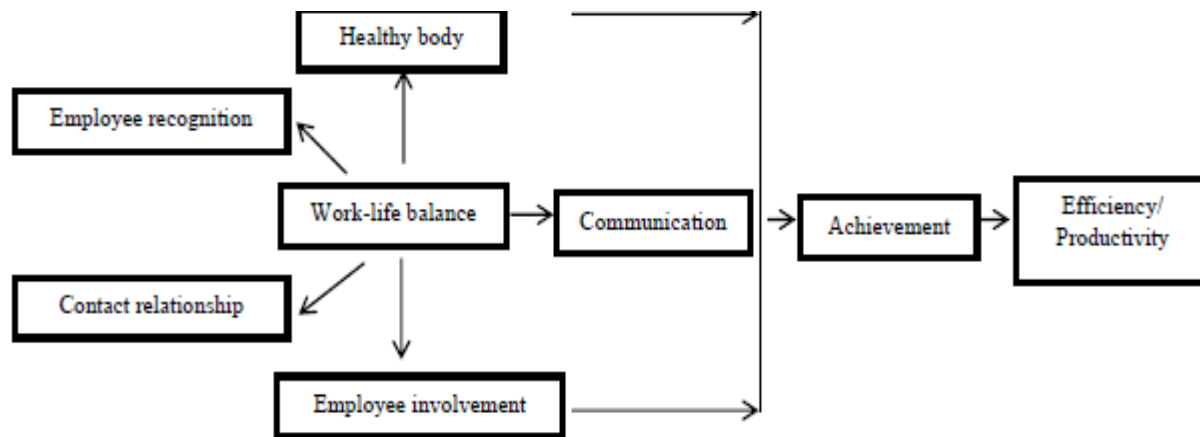 Healthy body
Employee recognition
Work-life balance
Communication
Achievement
Efficiency/
Productivity
Contact relationship
Employee involvement